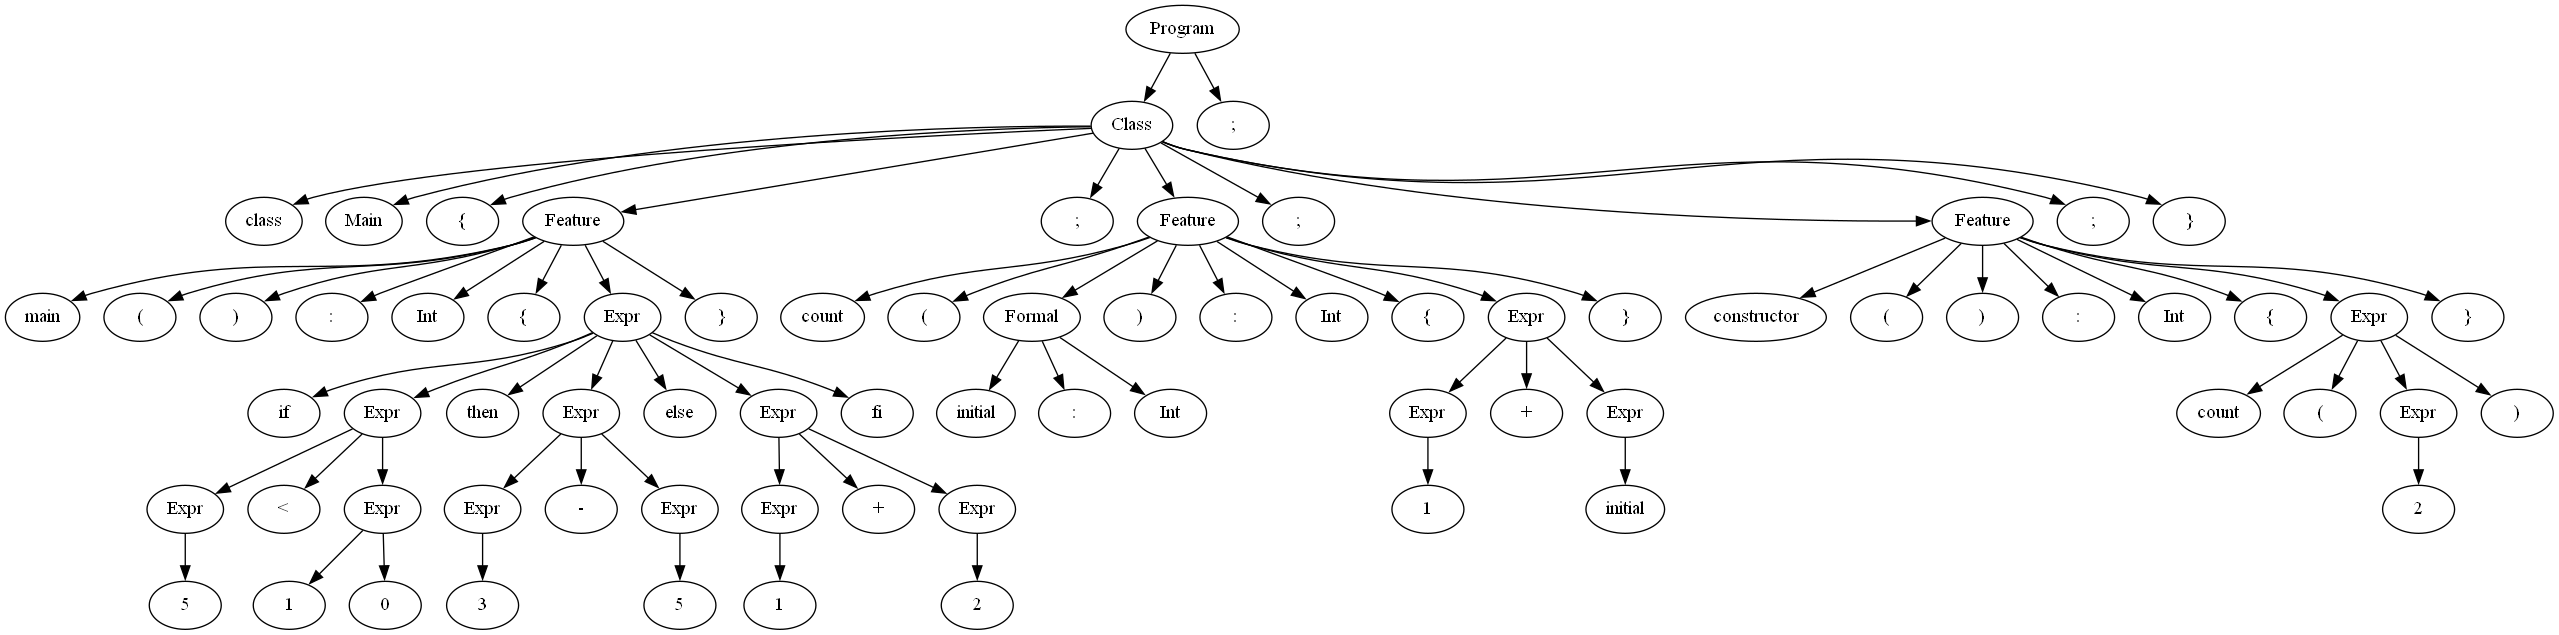 Program
Class ;
class Main { Feature ; Feature ; Feature ; }
main ( ) : Int { Expr } count ( Formal ) : Int { Expr } constructor ( ) : Int { Expr }
if Expr then Expr else Expr fi initial : Int Expr + Expr count ( Expr )
Expr < Expr Expr - Expr Expr + Expr 1 initial 2
5 1 0 3 5 1 2